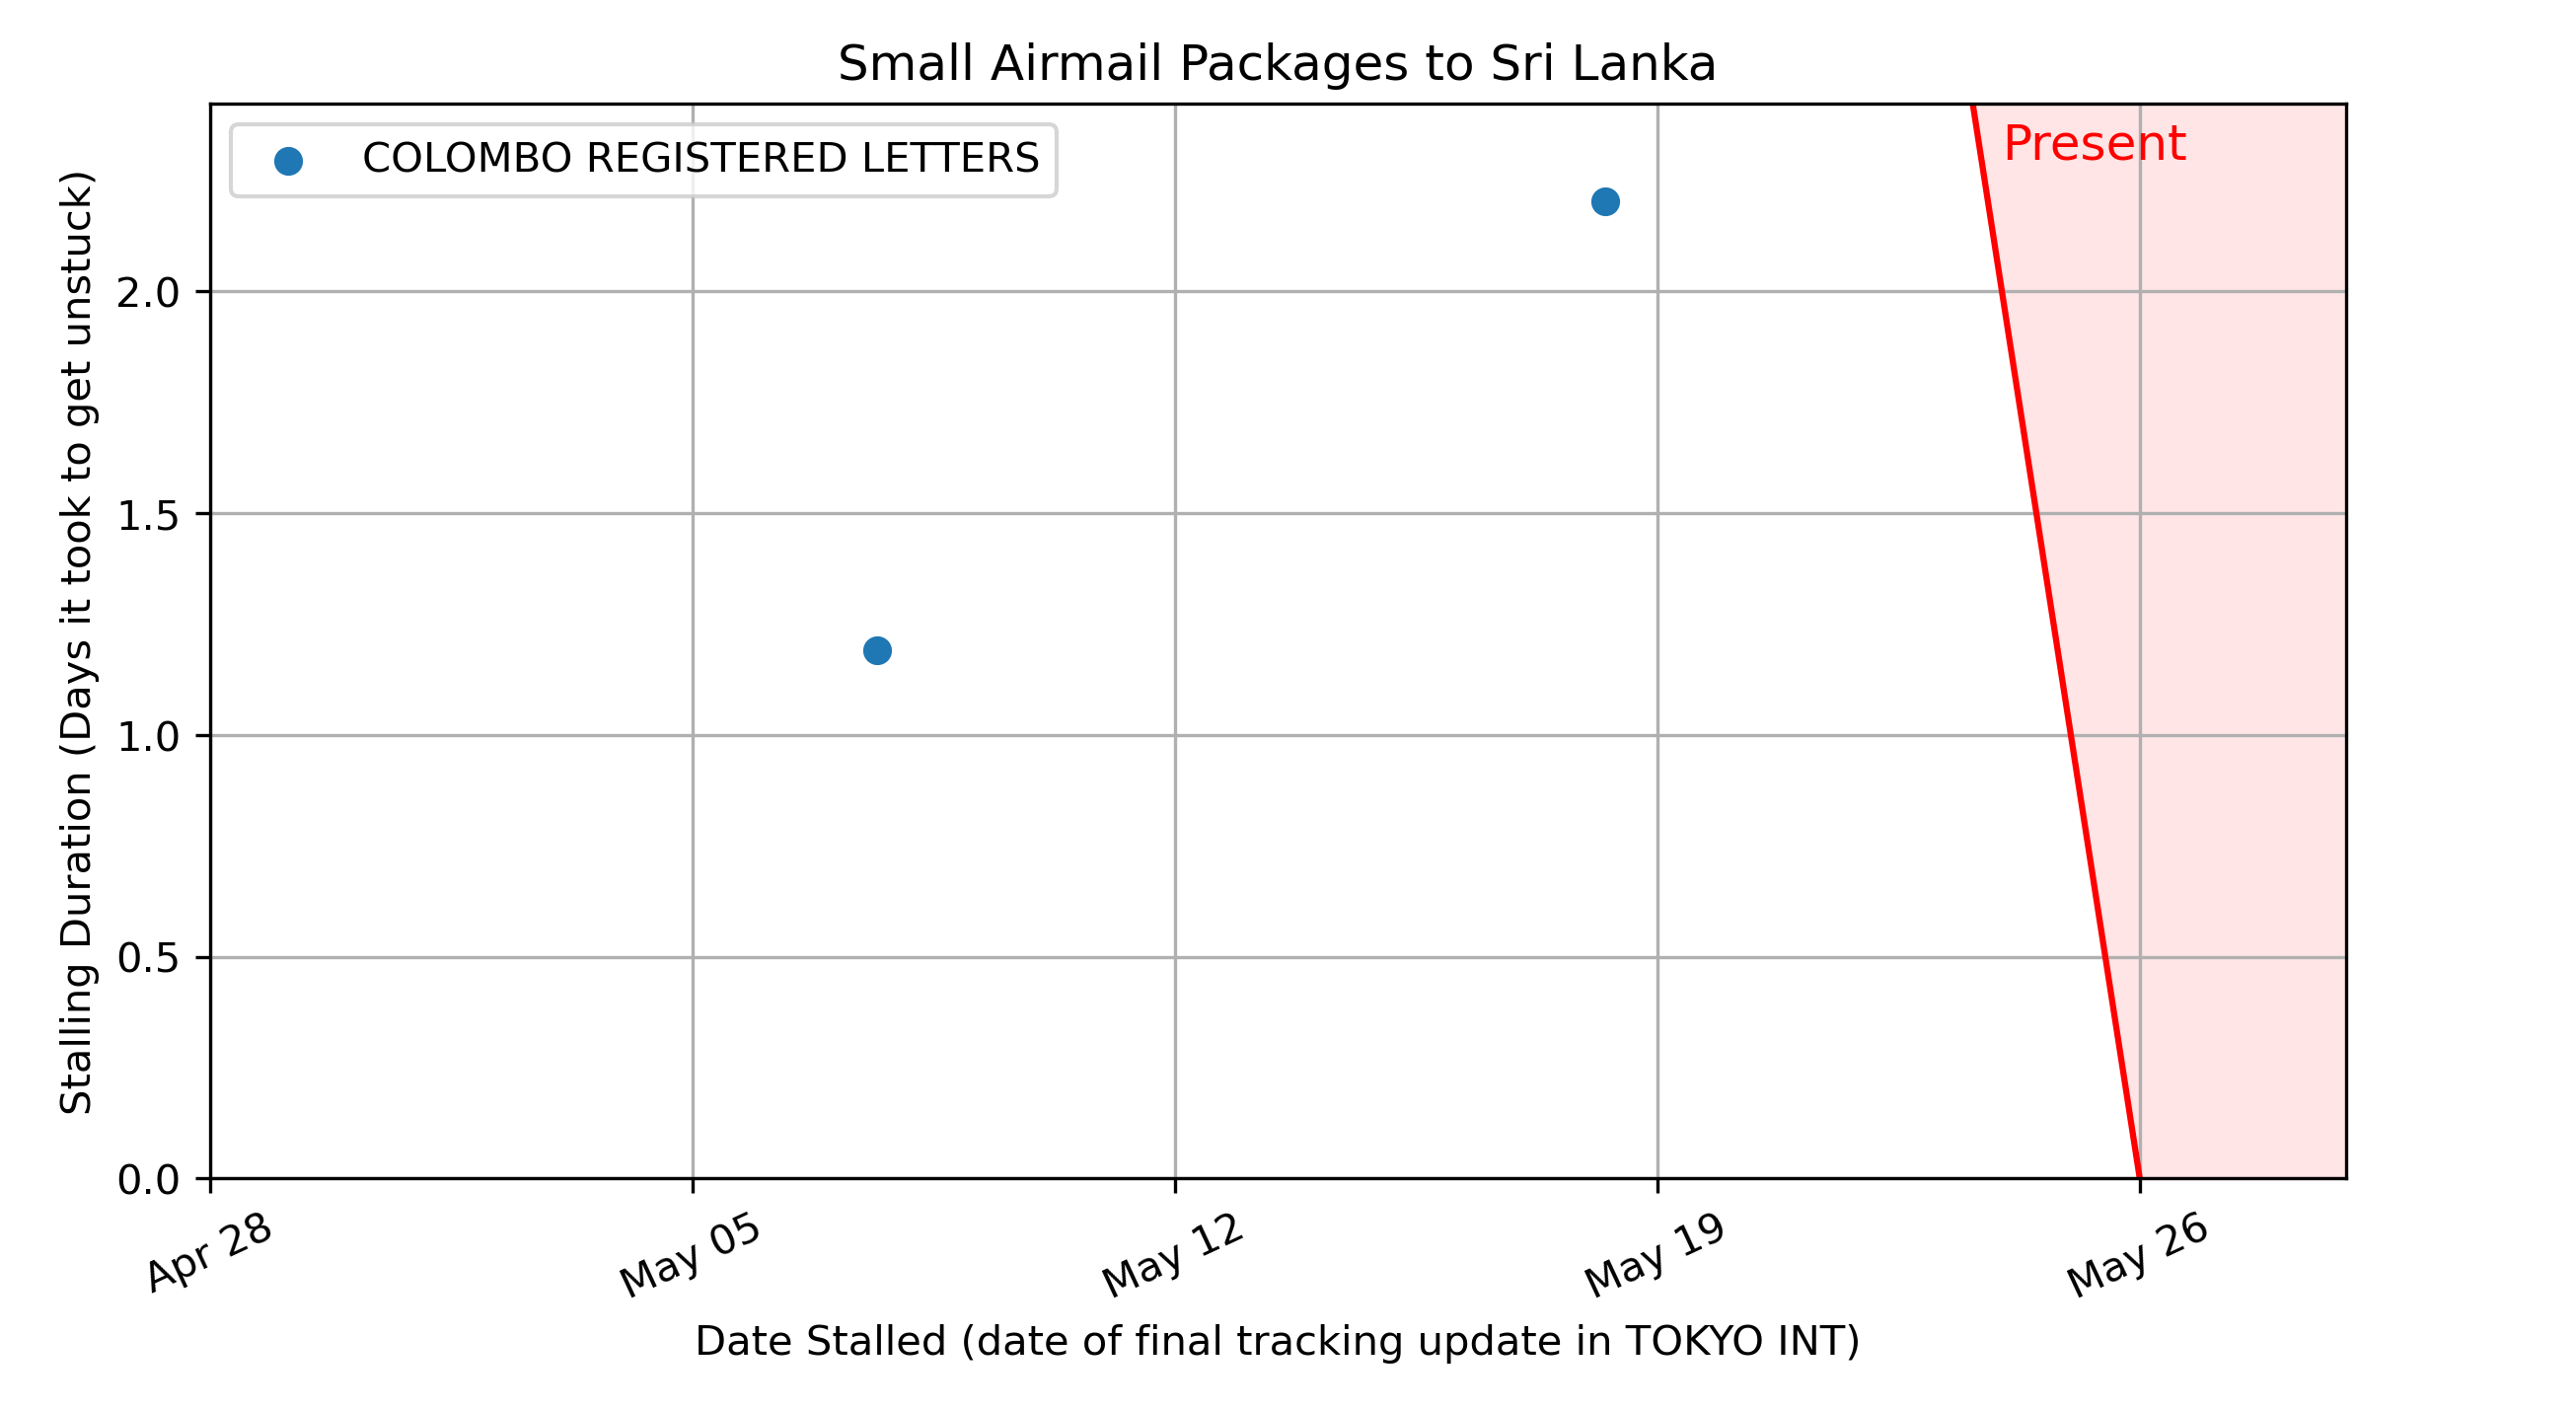 Small Airmail Packages to Sri Lanka
COLOMBO REGISTERED LETTERS
Present
Stalling Duration (Days it took to get unstuck)
2.0
1.5
1.0
0.5
0.0
Apr 28
May 05
May 12
May 19
May 26
Date Stalled (date of final tracking update in TOKYO INT)